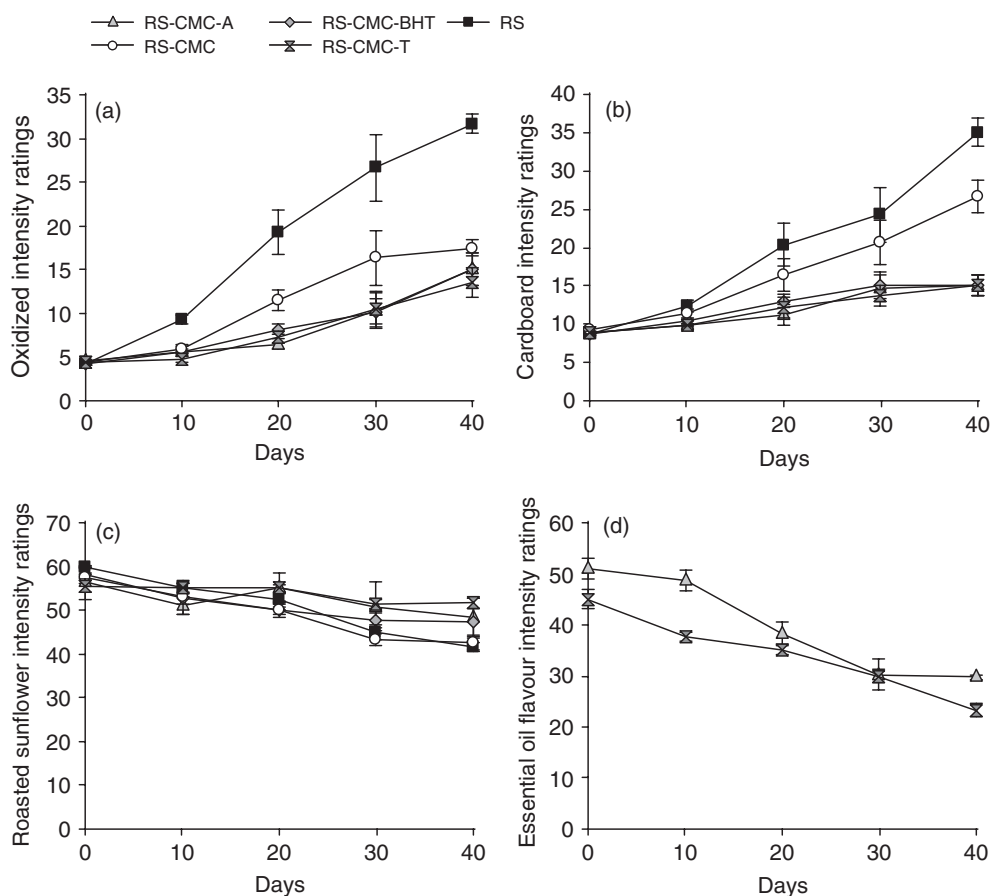 RS-CMC-A RS-CMC-BHT RS
RS-CMC RS-CMC-T
(a)
Oxidized intensity ratings
35
30
25
20
15
10
5
0
0 10 20 30 40
Days
(b)
Cardboard intensity ratings
40
35
30
25
20
15
10
5
0
0 10 20 30 40
Days
(c)
Roasted sunflower intensity ratings
70
60
50
40
30
20
10
0
0 10 20 30 40
Days
(d)
Essential oil flavour intensity ratings
60
50
40
30
20
10
0
0 10 20 30 40
Days